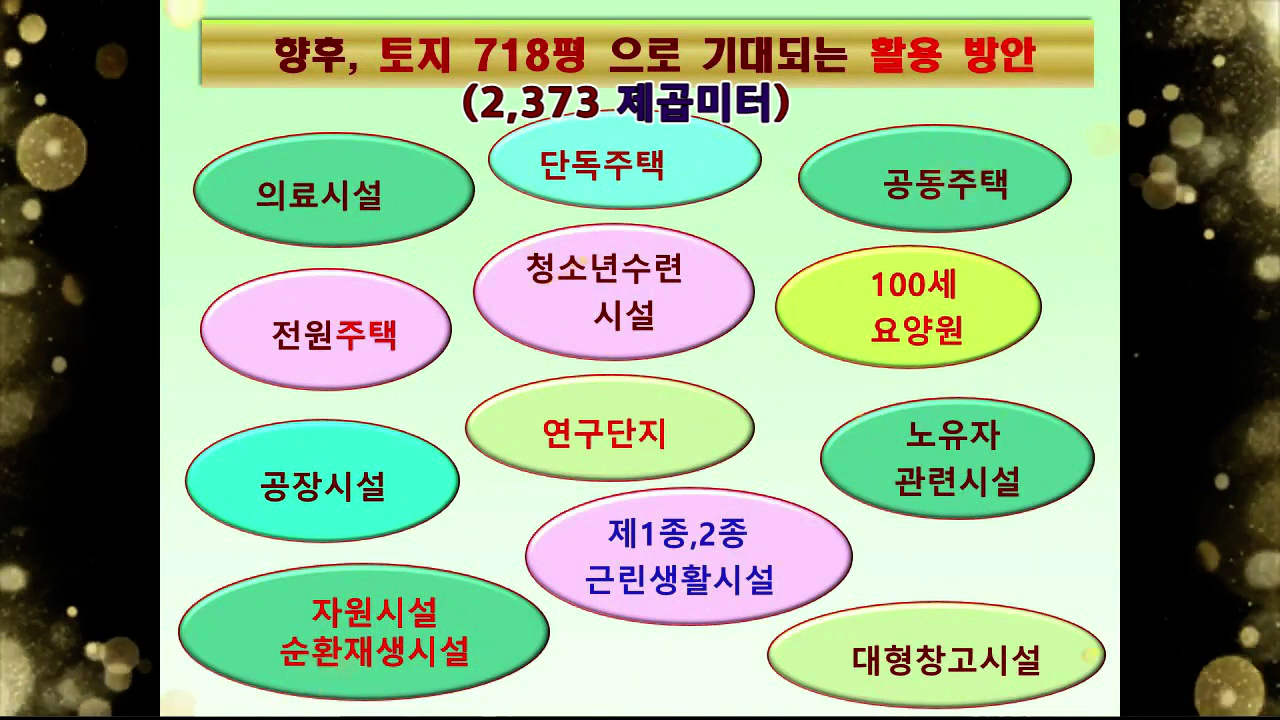 향후, 토지 718평 으로 기대되는 활용 방안
(2,373 제곱미터)
의료시설
단독주택
공동주택
전원주택
청소년수련
시설
100세
요양원
공장시설
연구단지
노유자
관련시설
제1종,2종
근린생활시설
자원시설
순환재생시설
대형창고시설